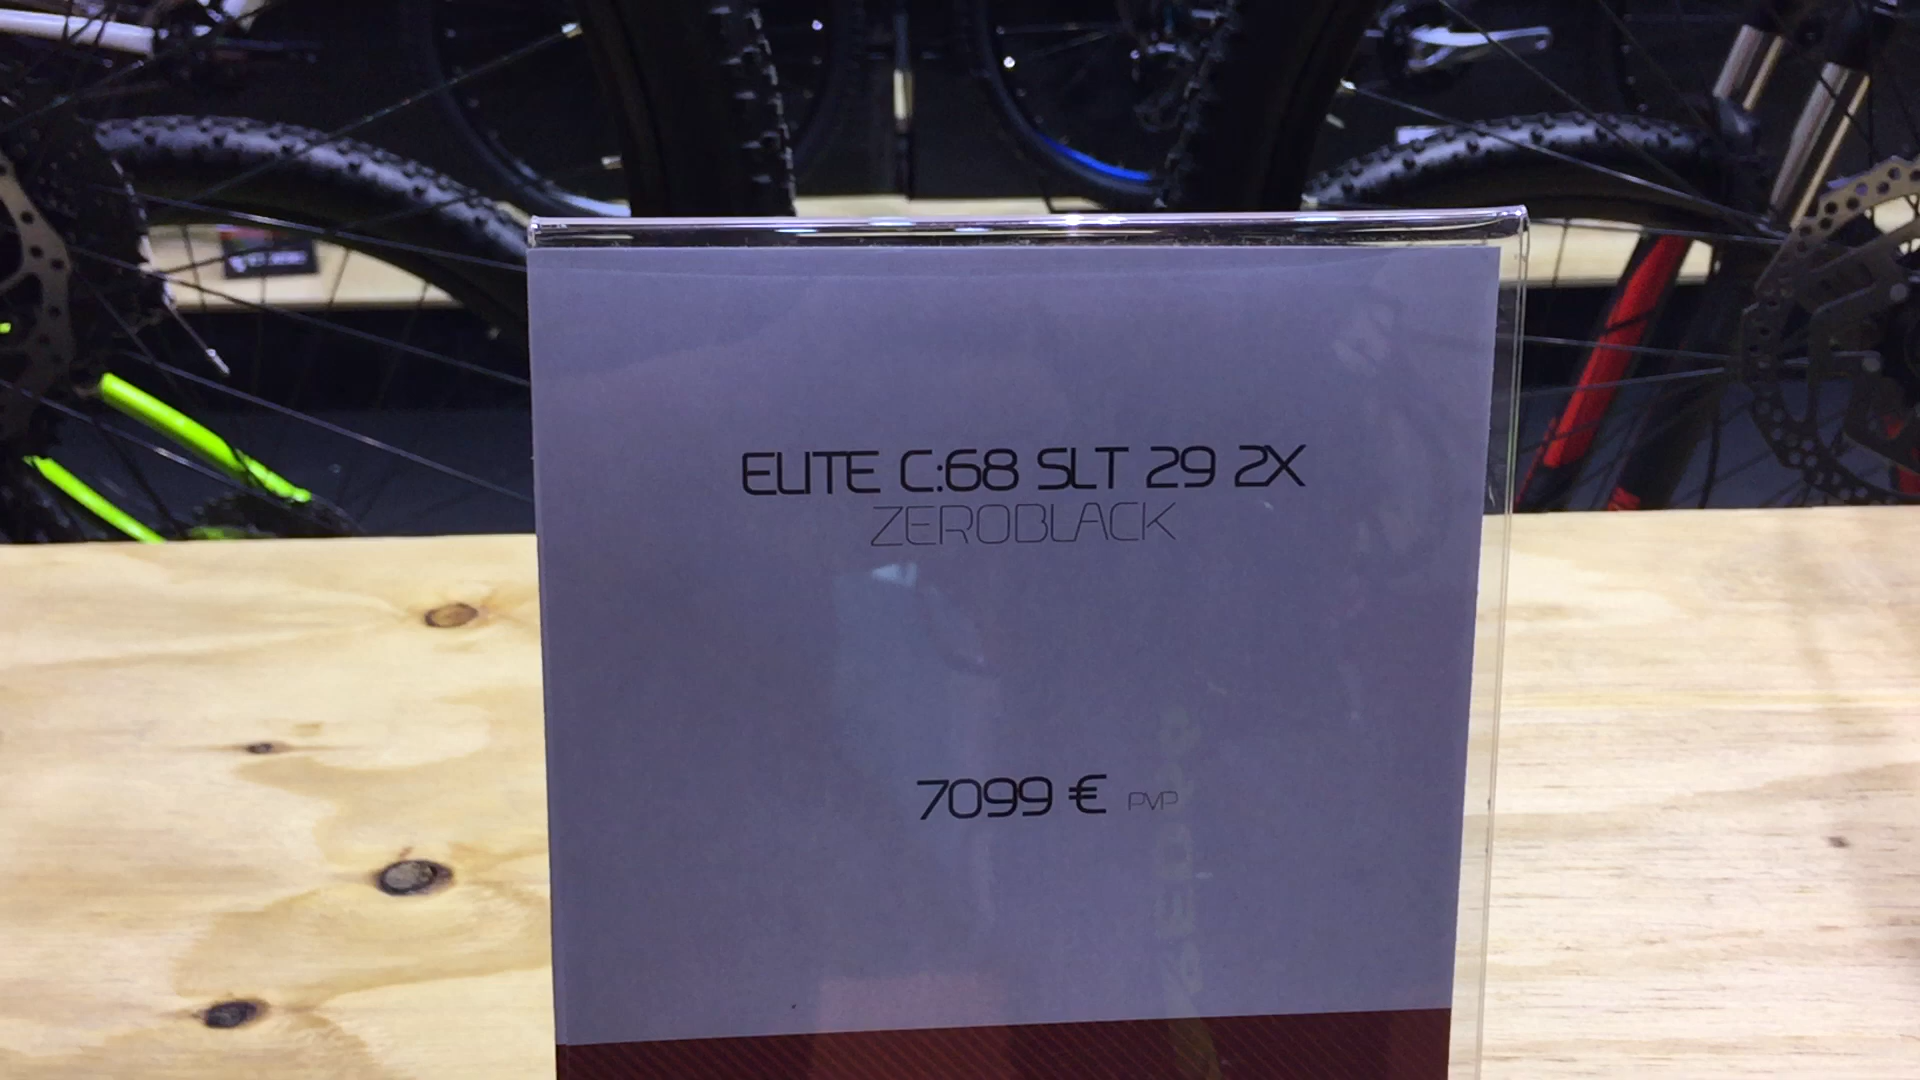 ELITE C:68 SLT 29 2X
ZEROBLACK
7099 € PVP